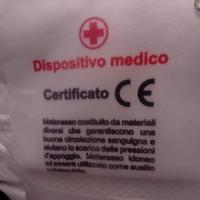 Dispositivo medico
Certificato CE
Materasso costituito da materiali
diversi che garantiscono una
buona circolazione sanguigna e
aiutano lo scarico delle pressioni
d'appoggio. Materasso idoneo
ad essere utilizzato come ausilio
antidecubito